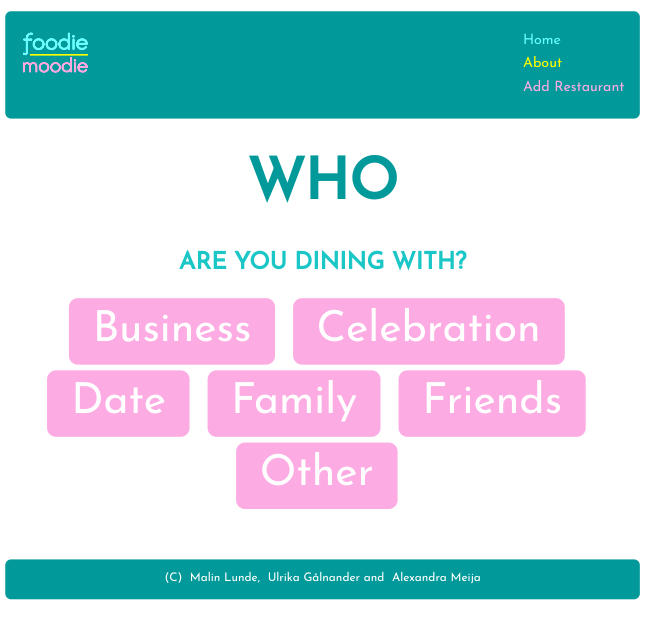 foodie
moodie
Home
About
Add Restaurant
WHO
ARE YOU DINING WITH?
Business Celebration
Date Family Friends
Other
(C) Malin Lunde, Ulrika Gålnander and Alexandra Meija